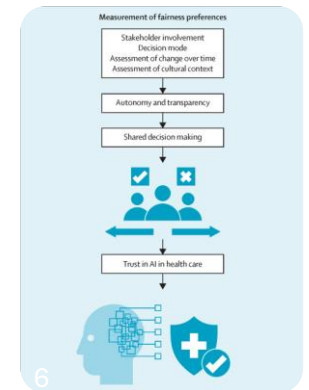 Measurement of fairness preferences
Stakeholder involvement
Decision mode
Assessment of change over time
Assessment of cultural context
Autonomy and transparency
Shared decision making
Trust in AI in health care
6